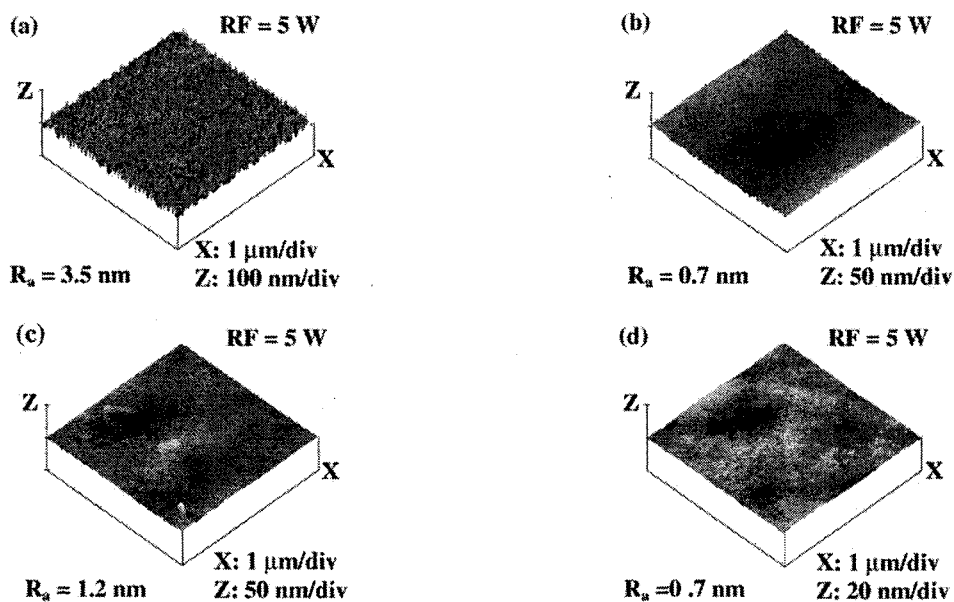 (a) RF = 5 W
Z
X
X: 1 μm/div
Rₐ = 3.5 nm Z: 100 nm/div
(b) RF = 5 W
Z
X
X: 1 μm/div
Rₐ = 0.7 nm Z: 50 nm/div
(c) RF = 5 W
Z
X
X: 1 μm/div
Rₐ = 1.2 nm Z: 50 nm/div
(d) RF = 5 W
Z
X
X: 1 μm/div
Rₐ =0 .7 nm Z: 20 nm/div